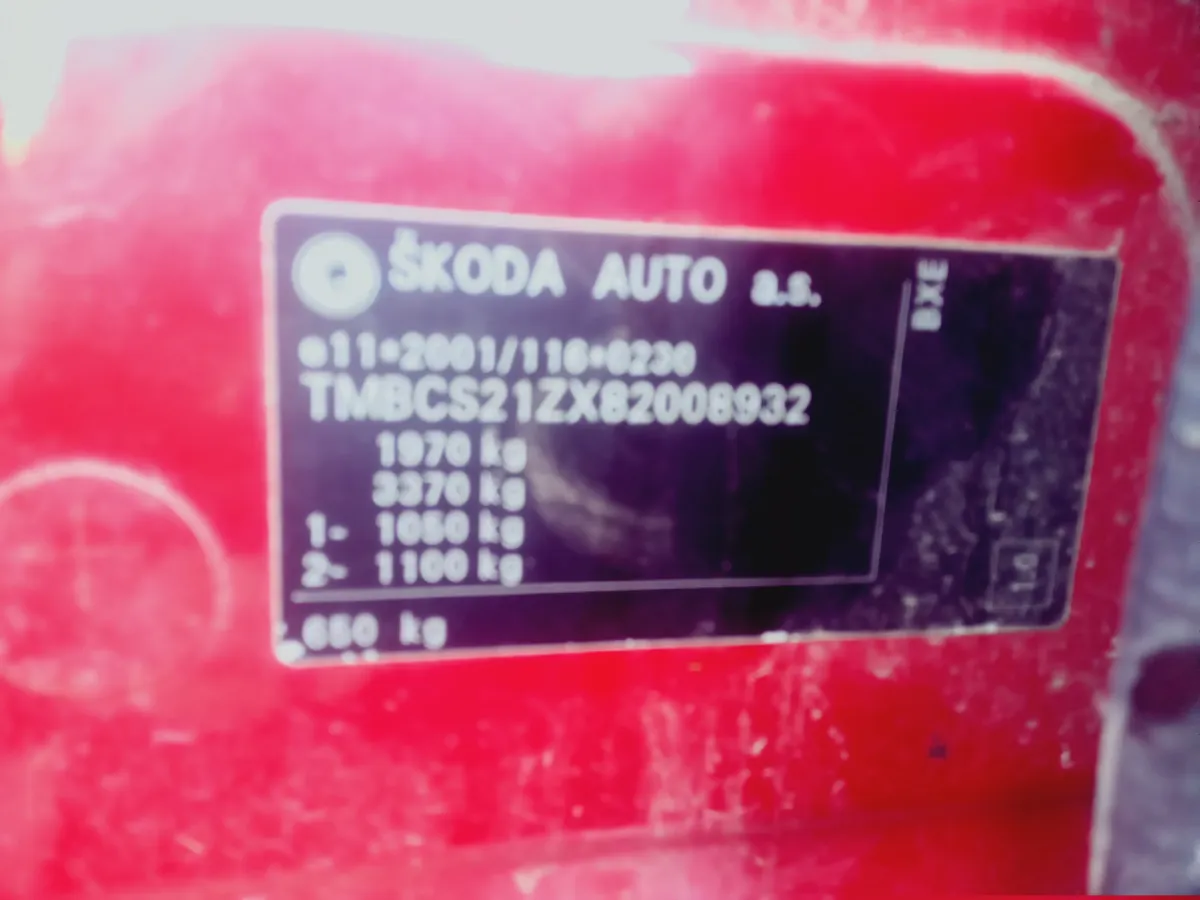 ŠKODA AUTO a.s.
BXE
e11*2001/116*0230
TMBCS21ZX82008932
1970 kg
3370 kg
1- 1050 kg
2- 1100 kg
650 kg